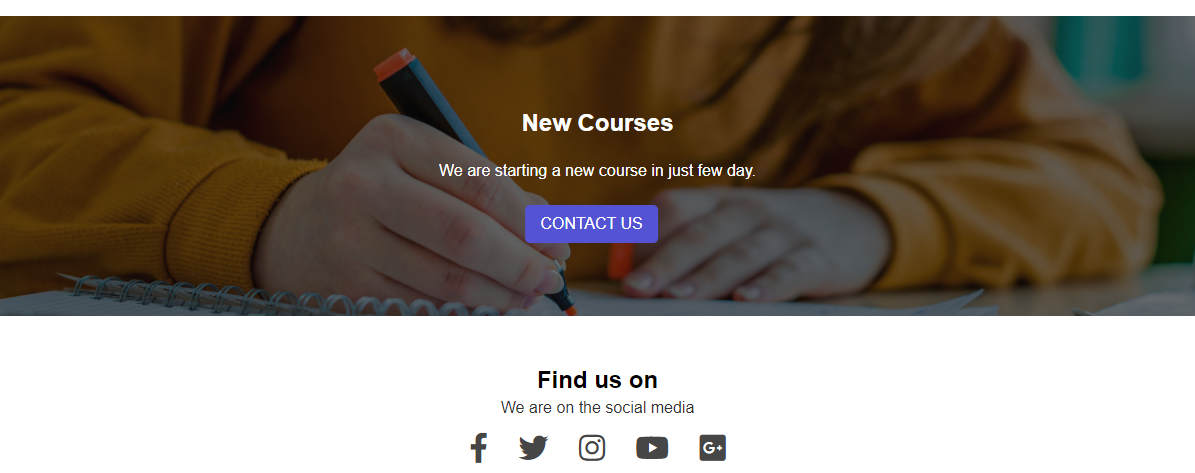 New Courses
We are starting a new course in just few day.
CONTACT US
Find us on
We are on the social media